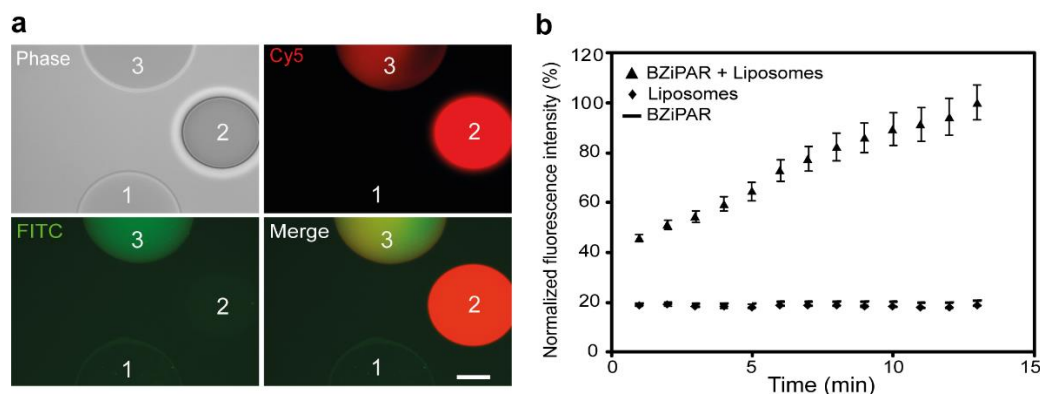 a
Phase
3
2
1
Cy5
3
2
1
FITC
3
2
1
Merge
3
2
1
b
Normalized fluorescence intensity (%)
120
100
80
60
40
20
0
BZiPAR + Liposomes
Liposomes
BZiPAR
0
5
10
15
Time (min)